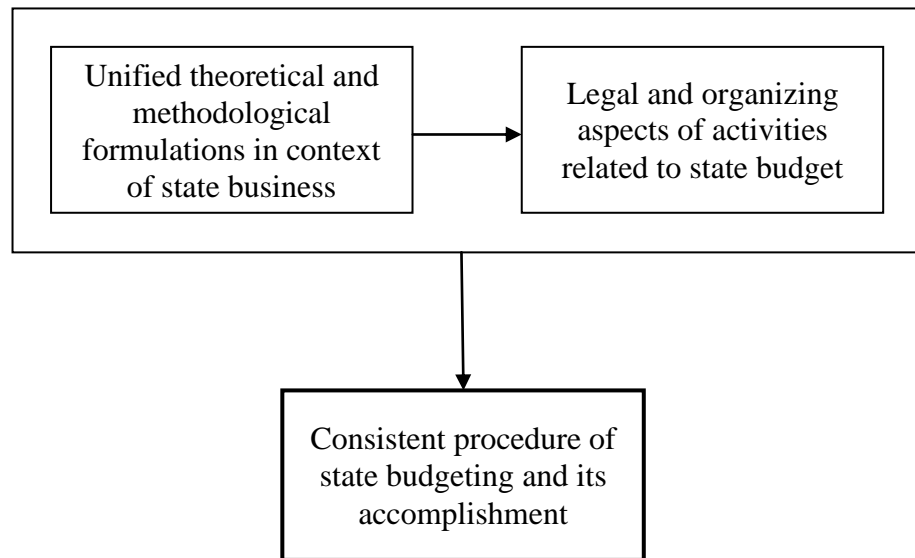 Unified theoretical and
methodological
formulations in context
of state business
Legal and organizing
aspects of activities
related to state budget
Consistent procedure of
state budgeting and its
accomplishment